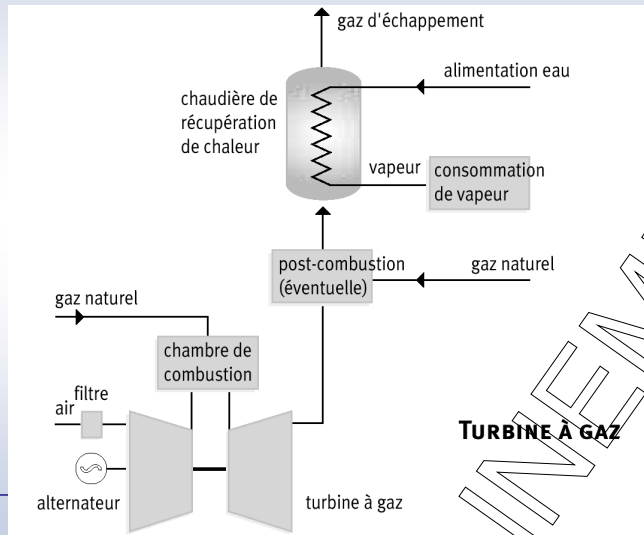 gaz d'échappement
alimentation eau
chaudière de
récupération
de chaleur
vapeur
consommation
de vapeur
post-combustion
(éventuelle)
gaz naturel
gaz naturel
chambre de
combustion
filtre
air
TURBINE À GAZ
alternateur
turbine à gaz
INEM